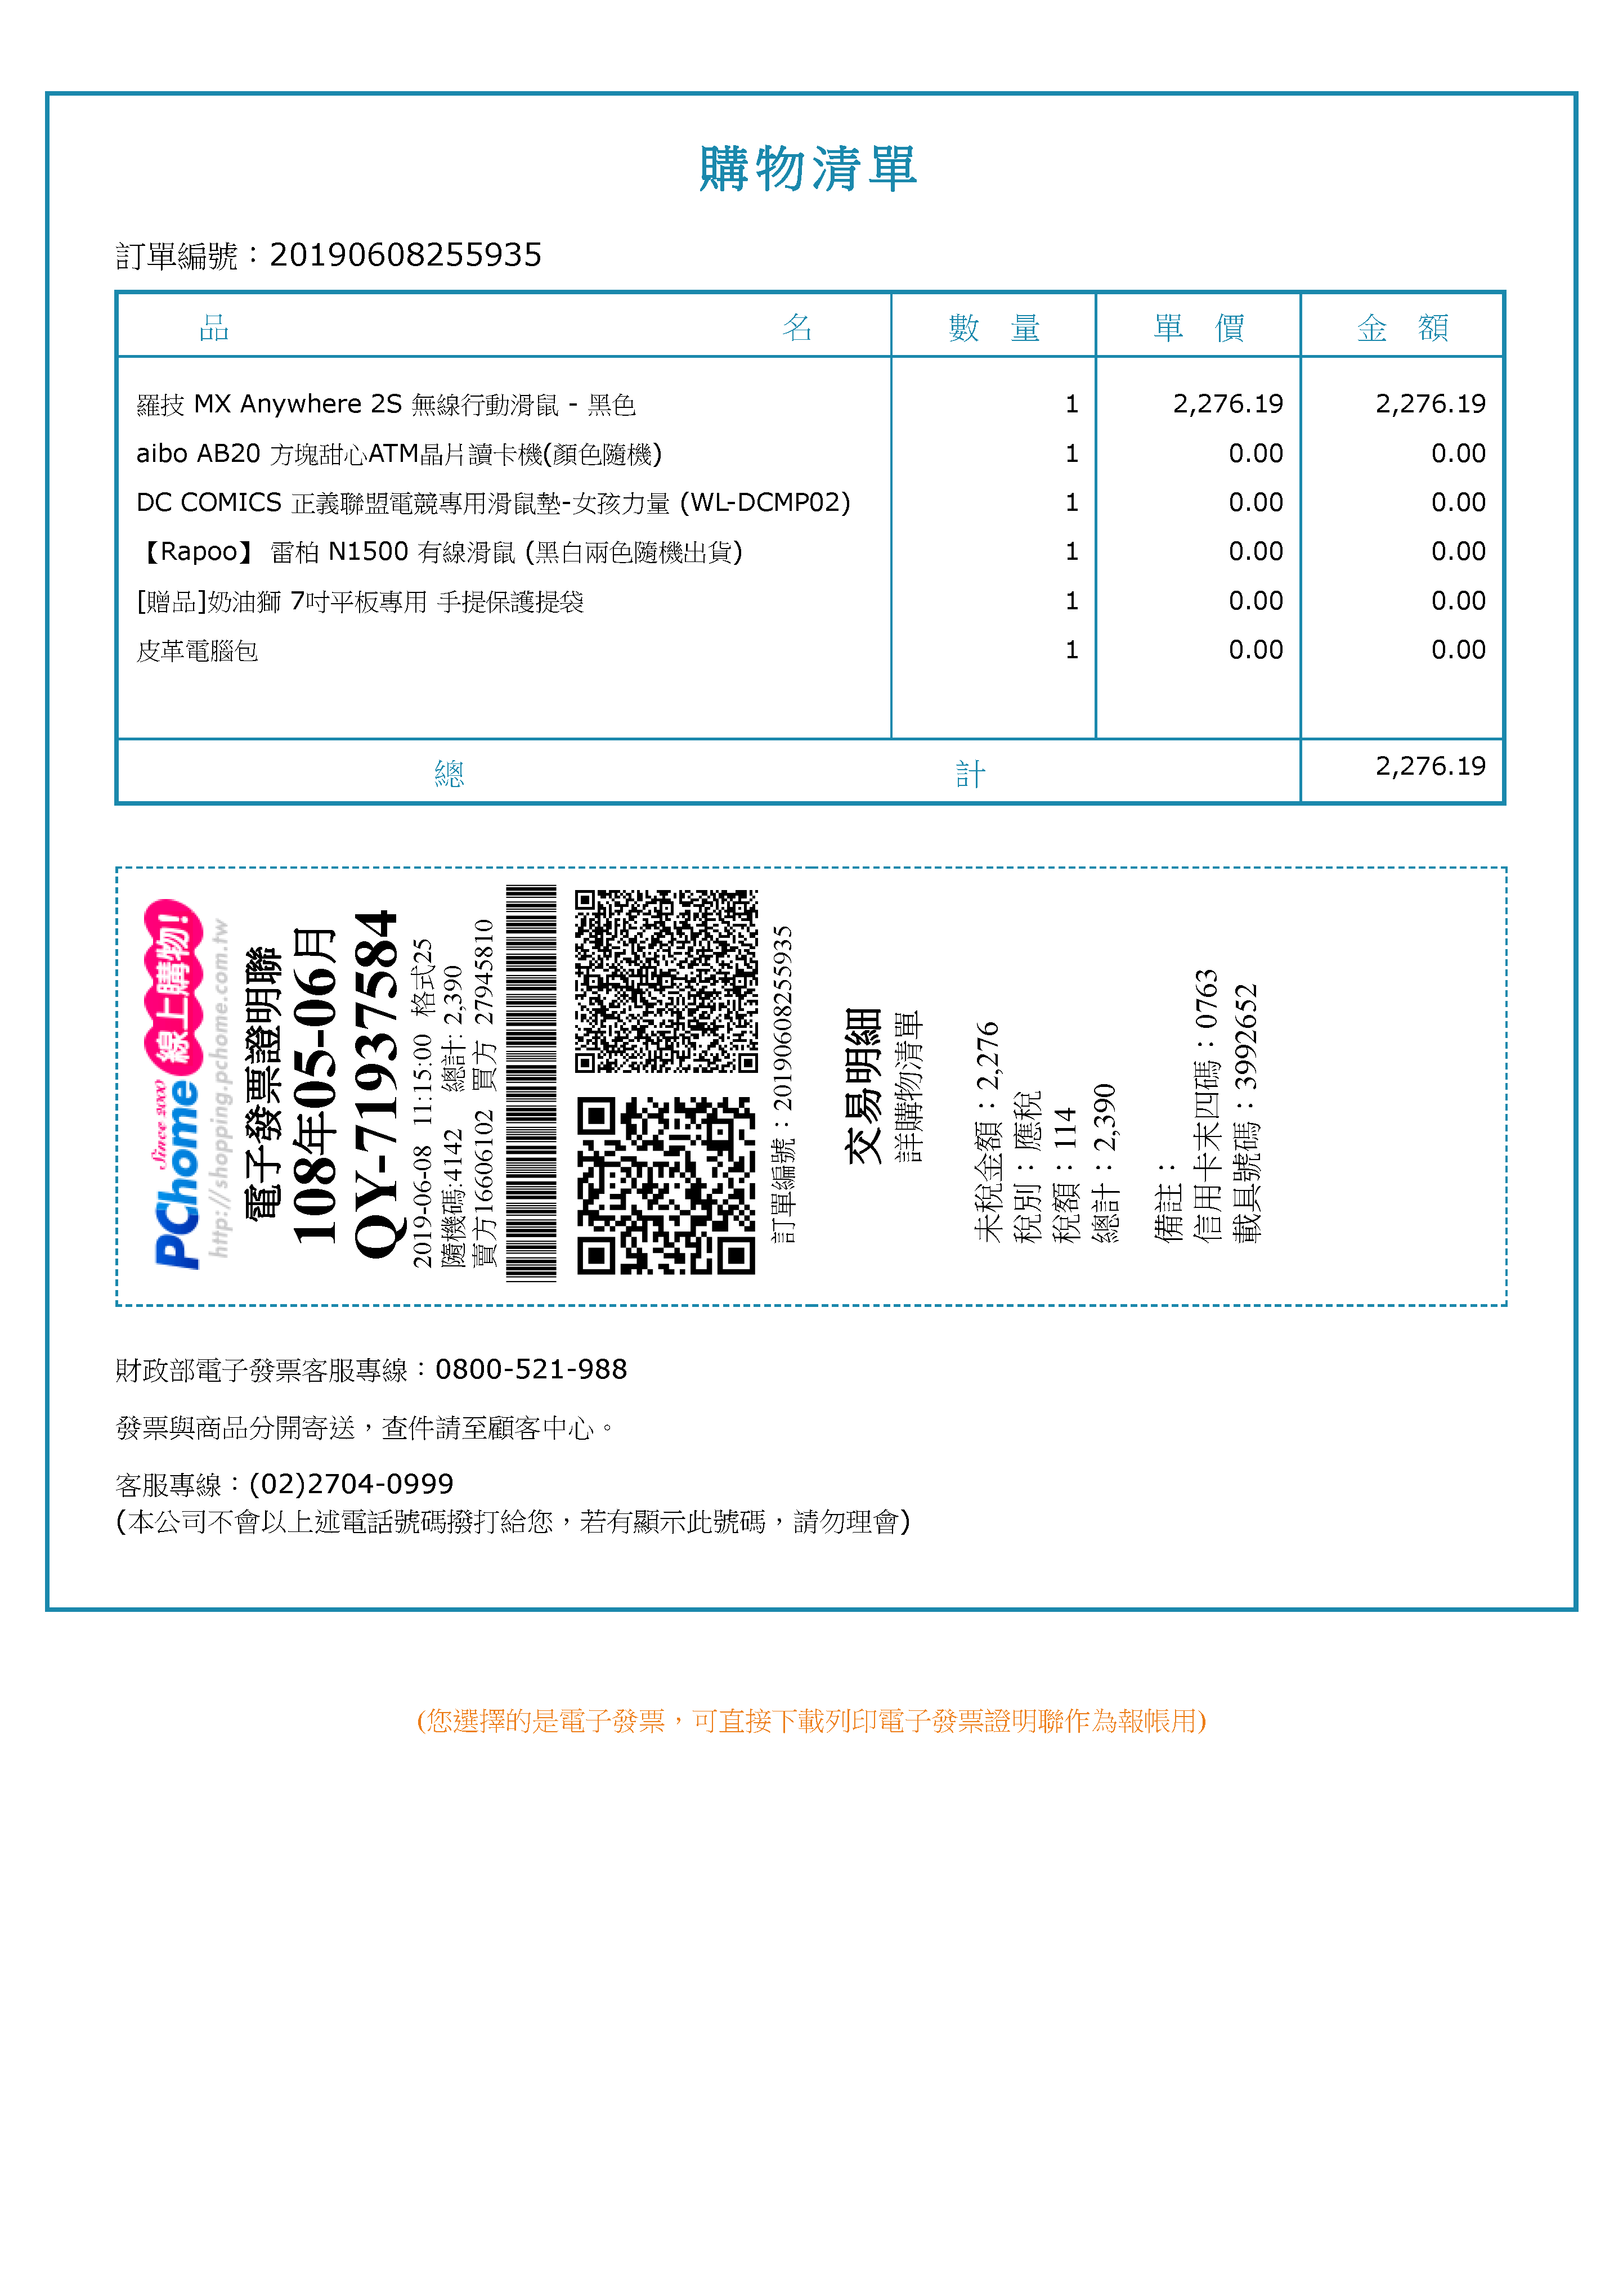 購物清單
訂單編號：20190608255935
品 名 數 量 單 價 金 額
羅技 MX Anywhere 2S 無線行動滑鼠 - 黑色 1 2,276.19 2,276.19
aibo AB20 方塊甜心ATM晶片讀卡機(顏色隨機) 1 0.00 0.00
DC COMICS 正義聯盟電競專用滑鼠墊-女孩力量 (WL-DCMP02) 1 0.00 0.00
【Rapoo】 雷柏 N1500 有線滑鼠 (黑白兩色隨機出貨) 1 0.00 0.00
[贈品]奶油獅 7吋平板專用 手提保護提袋 1 0.00 0.00
皮革電腦包 1 0.00 0.00
總 計 2,276.19
Since 2000
PChome線上購物!
http://shopping.pchome.com.tw
電子發票證明聯
108年05-06月
QY-71937584
2019-06-08 11:15:00 格式25
隨機碼:4142 總計: 2,390
賣方16606102 買方 27945810
訂單編號：20190608255935
交易明細
詳購物清單
未稅金額：2,276
稅別：應稅
稅額：114
總計：2,390
備註：
信用卡末四碼：0763
載具號碼：3992652
財政部電子發票客服專線：0800-521-988
發票與商品分開寄送，查件請至顧客中心。
客服專線：(02)2704-0999
(本公司不會以上述電話號碼撥打給您，若有顯示此號碼，請勿理會)
(您選擇的是電子發票，可直接下載列印電子發票證明聯作為報帳用)